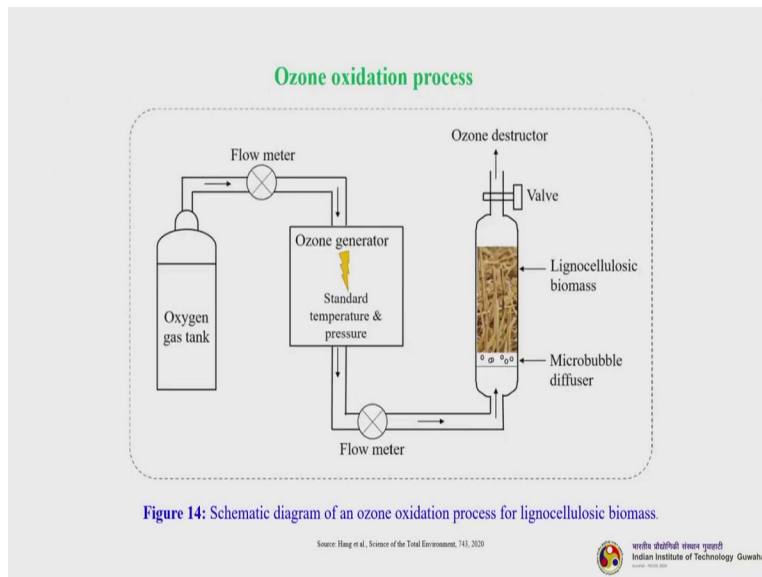 Ozone oxidation process
Ozone destructor
Flow meter
Valve
Ozone generator
Standard
temperature &
pressure
Oxygen
gas tank
Lignocellulosic
biomass
Microbubble
diffuser
Flow meter
Figure 14: Schematic diagram of an ozone oxidation process for lignocellulosic biomass.
Source: Hang et al., Science of the Total Environment, 743, 2020
भारतीय प्रौद्योगिकी संस्थान गुवाहाटी
Indian Institute of Technology Guwaha